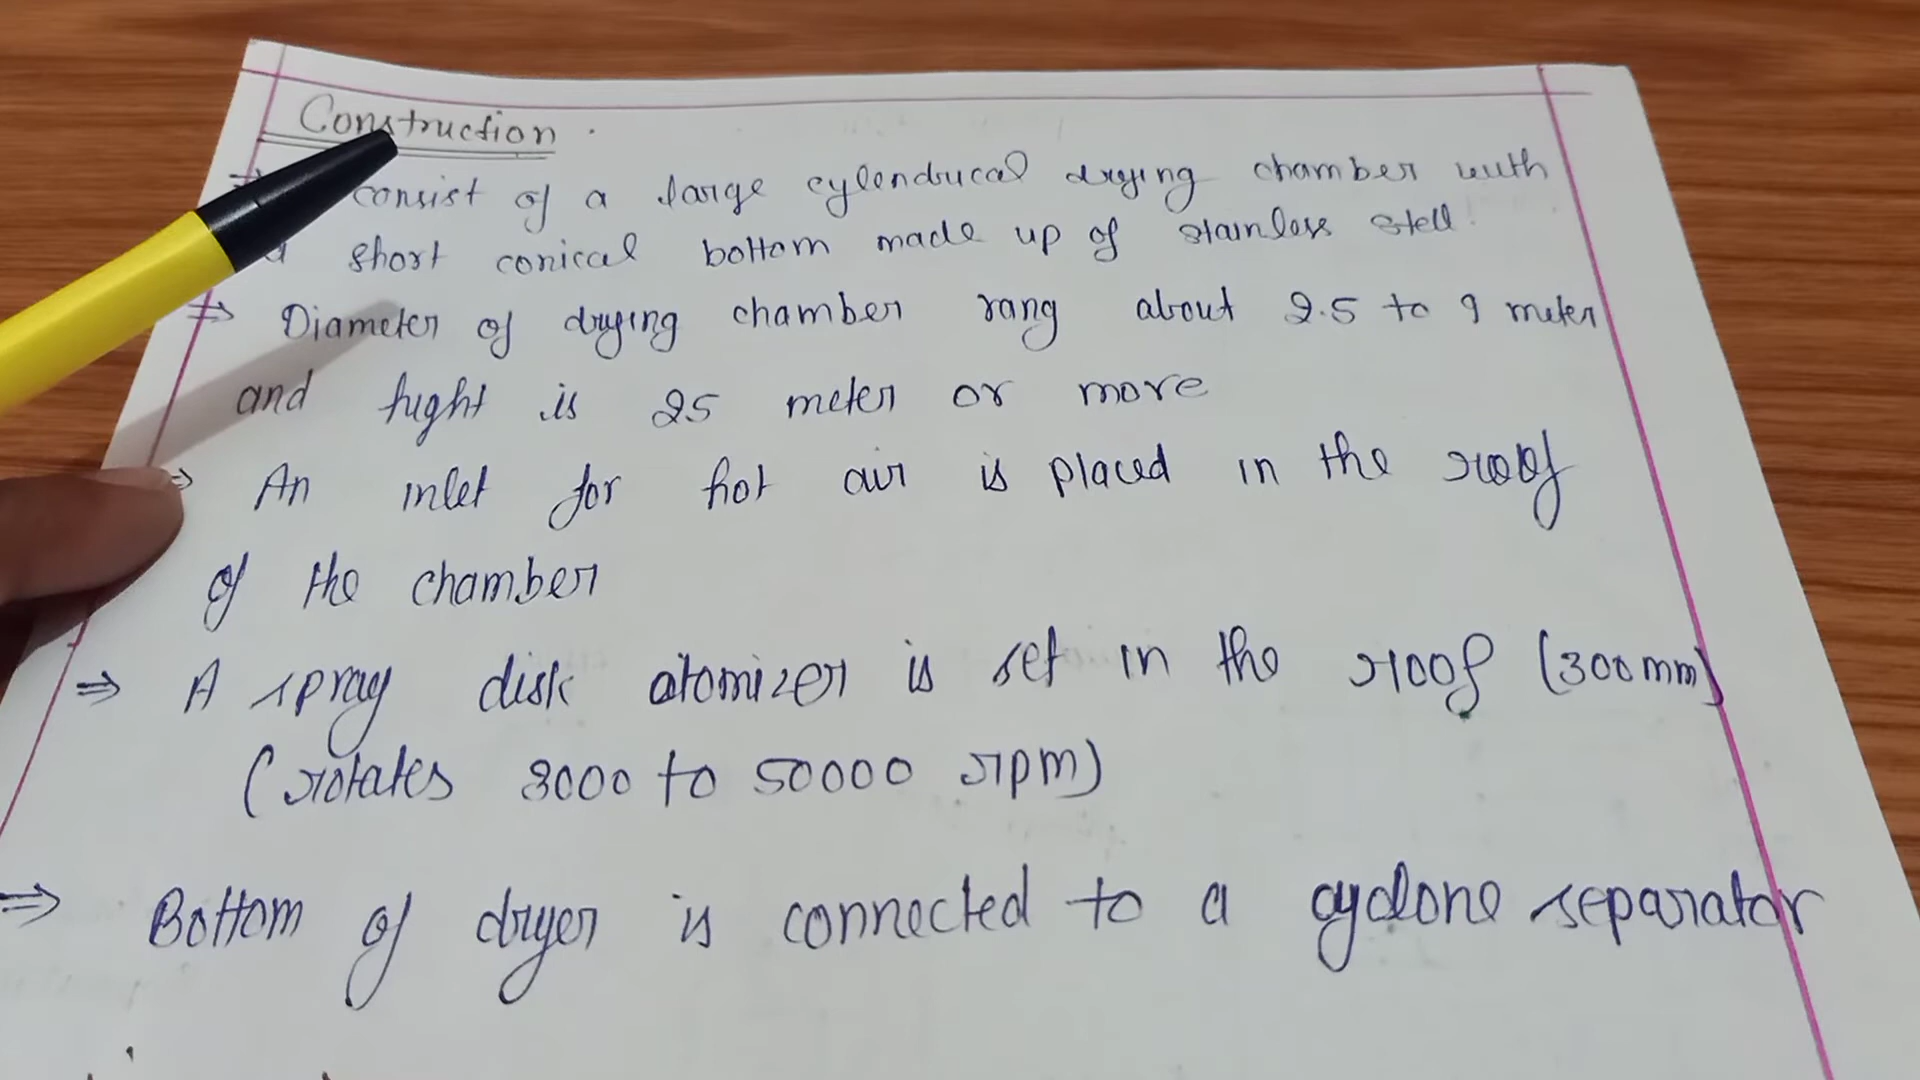 Construction
consist of a large cylendrical drying chamber with
a short conical bottom made up of stainless stell.
⇒ Diameter of drying chamber rang about 2.5 to 9 meter
and hight is 25 meter or more
⇒ An inlet for hot air is placed in the roof
of the chamber
⇒ A spray disk atomizer is set in the roof (300mm)
(rotates 3000 to 50000 rpm)
⇒ Bottom of dryer is connected to a cyclone separator